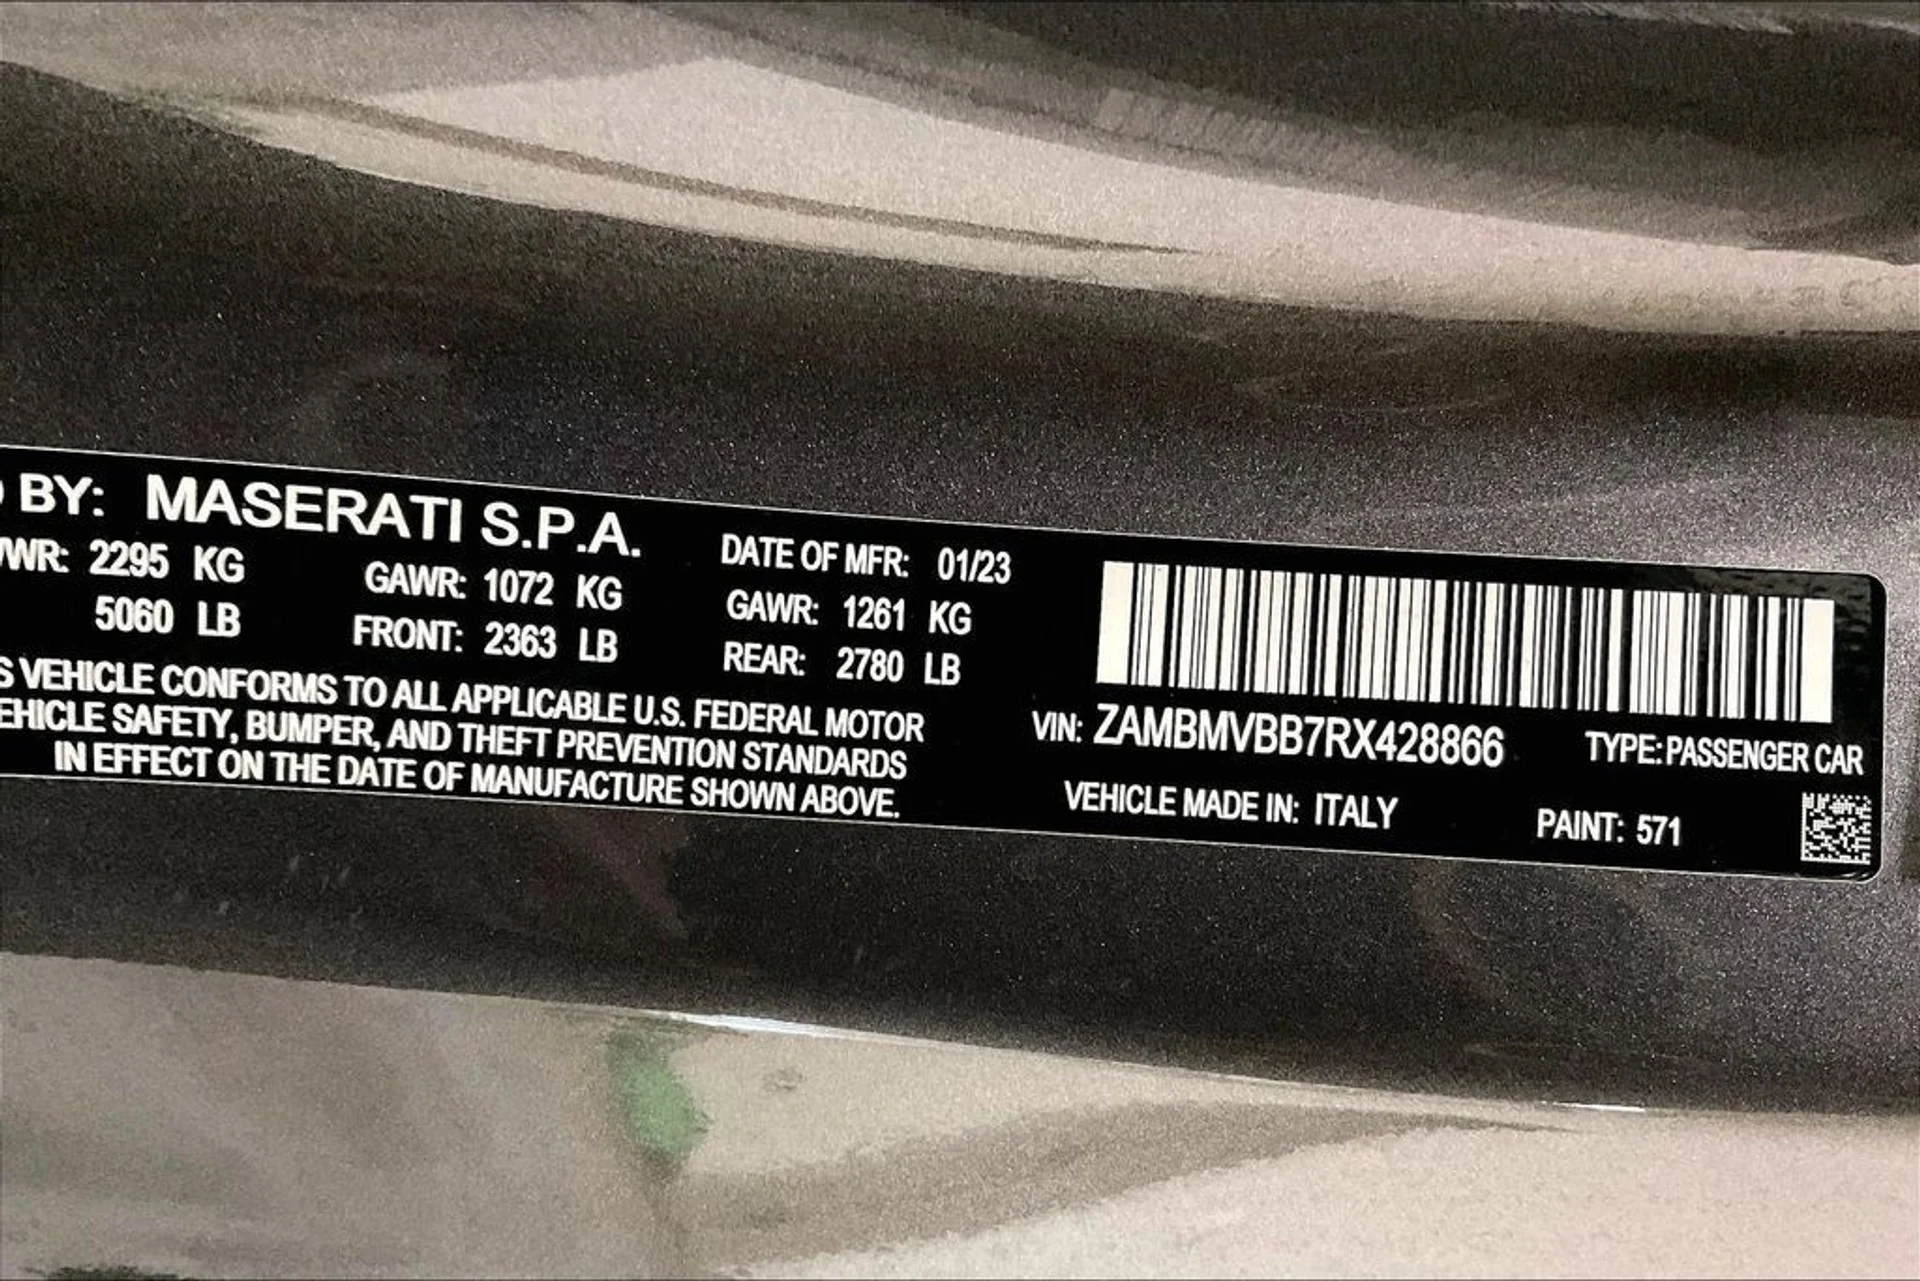 BY: MASERATI S.P.A.
WR: 2295 KG GAWR: 1072 KG DATE OF MFR: 01/23
5060 LB FRONT: 2363 LB GAWR: 1261 KG
REAR: 2780 LB
S VEHICLE CONFORMS TO ALL APPLICABLE U.S. FEDERAL MOTOR
EHICLE SAFETY, BUMPER, AND THEFT PREVENTION STANDARDS
IN EFFECT ON THE DATE OF MANUFACTURE SHOWN ABOVE.
VIN: ZAMBMVBB7RX428866 TYPE: PASSENGER CAR
VEHICLE MADE IN: ITALY PAINT: 571